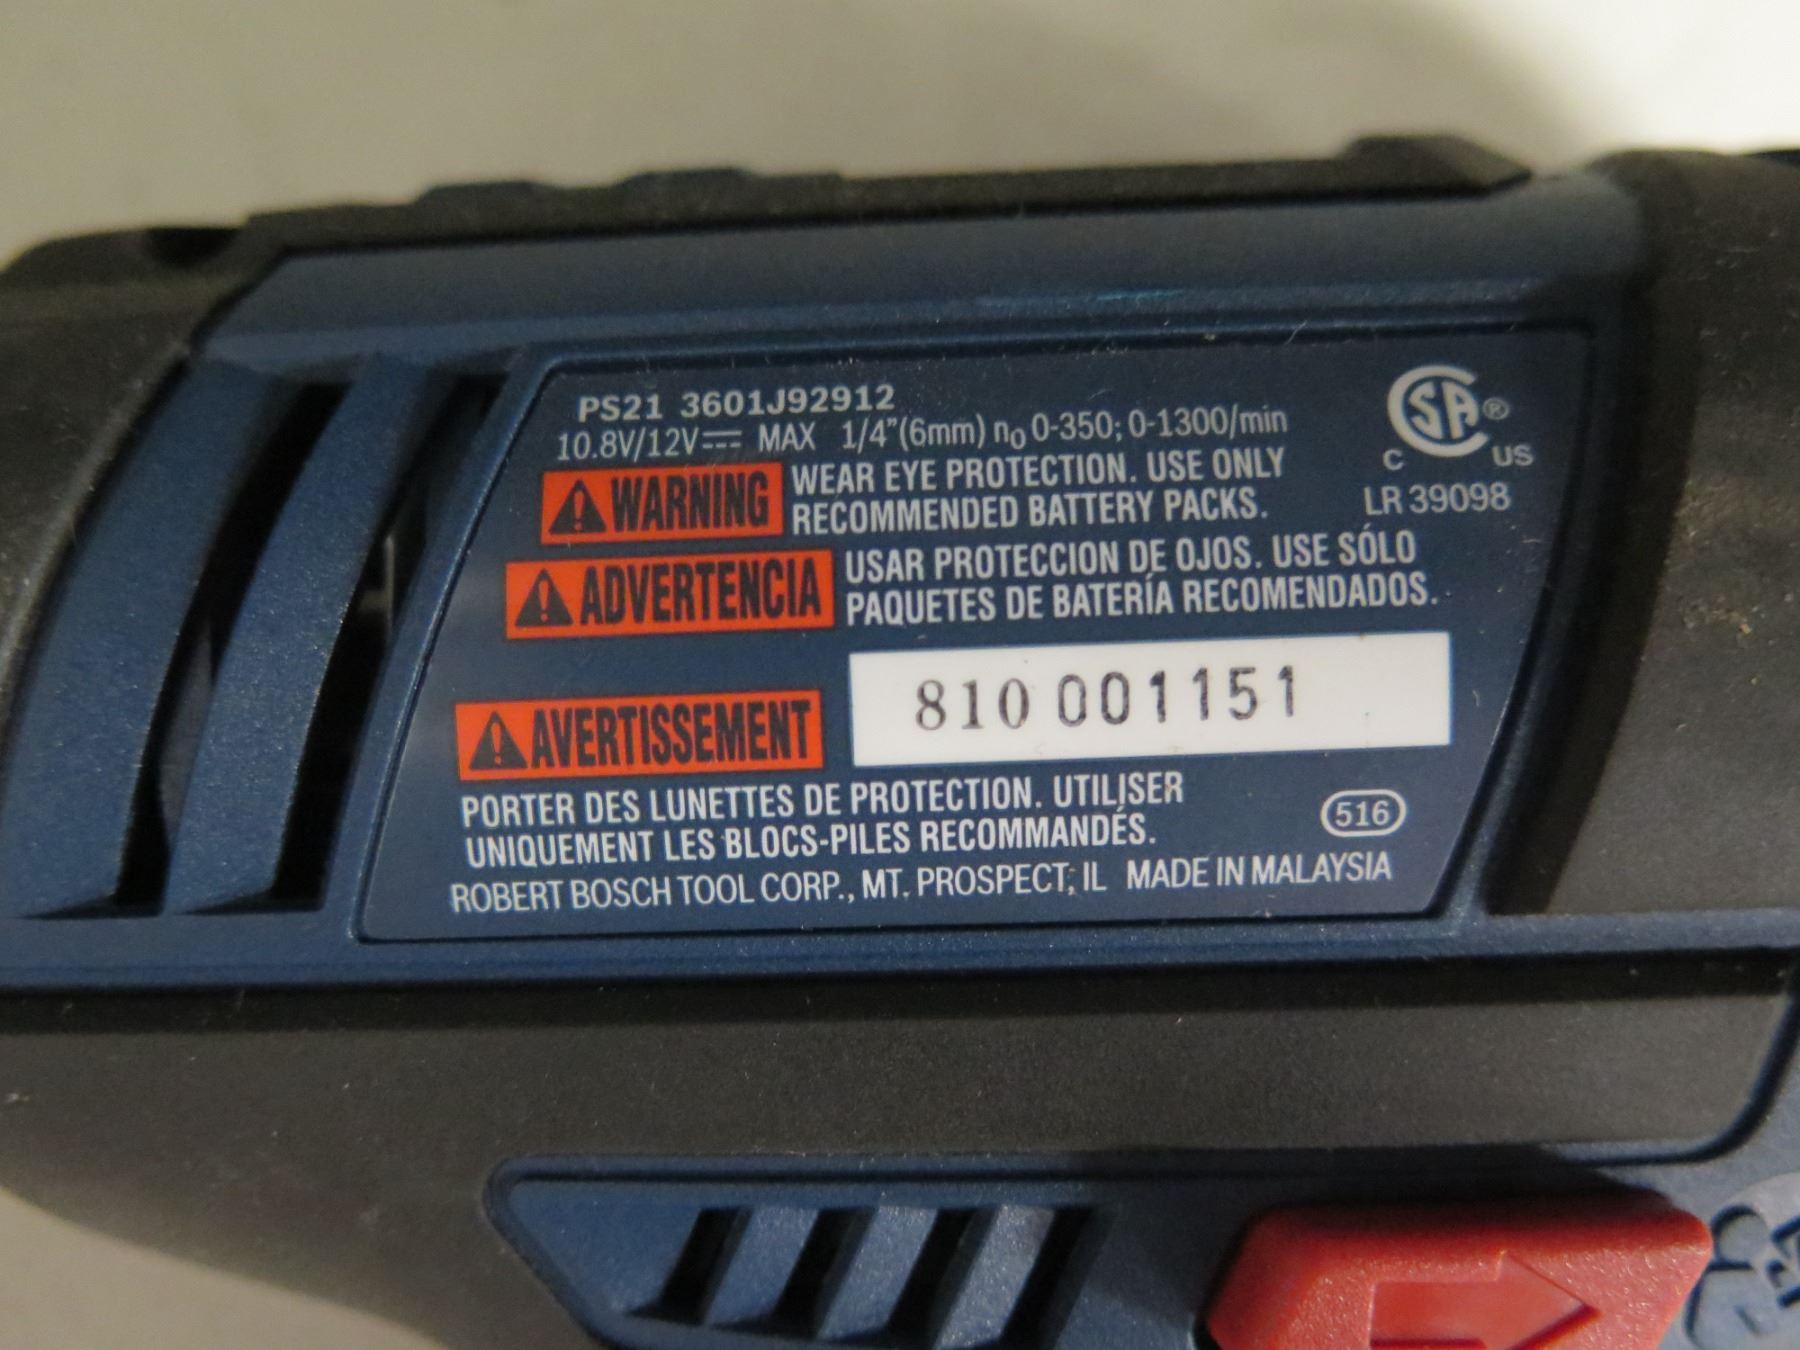 PS21 3601J92912
10.8V/12V MAX 1/4"(6mm) n0 0-350; 0-1300/min
CSA®
C US
LR 39098
WARNING WEAR EYE PROTECTION. USE ONLY
RECOMMENDED BATTERY PACKS.
ADVERTENCIA USAR PROTECCION DE OJOS. USE SÓLO
PAQUETES DE BATERÍA RECOMENDADOS.
810 001151
AVERTISSEMENT
PORTER DES LUNETTES DE PROTECTION. UTILISER
UNIQUEMENT LES BLOCS-PILES RECOMMANDÉS.
516
ROBERT BOSCH TOOL CORP., MT. PROSPECT, IL MADE IN MALAYSIA